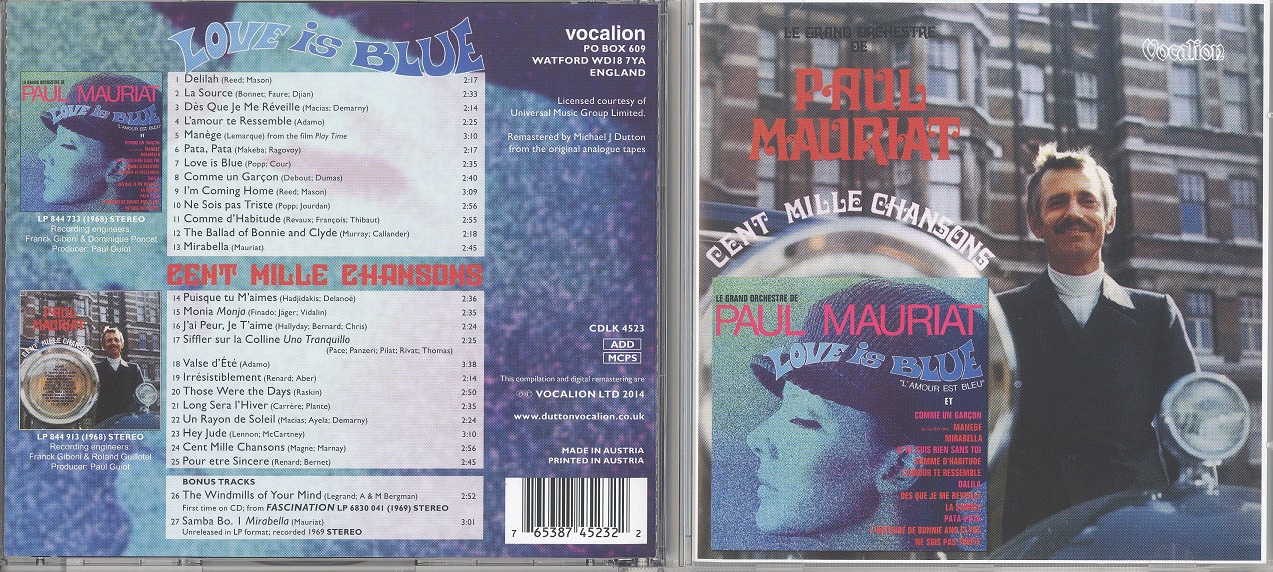 LOVE is BLUE
1 Delilah (Reed; Mason) 2:17
2 La Source (Bonnet; Faure; Djian) 2:33
3 Dès Que Je Me Réveille (Macias; Demarny) 2:14
4 L'amour te Ressemble (Adamo) 2:25
5 Manège (Lemarque) from the film Play Time 3:10
6 Pata, Pata (Makeba; Ragovoy) 2:17
7 Love is Blue (Popp; Cour) 2:35
8 Comme un Garçon (Debout; Dumas) 2:40
9 I'm Coming Home (Reed; Mason) 3:09
10 Ne Sois pas Triste (Popp; Jourdan) 2:56
11 Comme d'Habitude (Revaux; François; Thibaut) 2:55
12 The Ballad of Bonnie and Clyde (Murray; Callander) 2:18
13 Mirabella (Mauriat) 2:45
LE GRAND ORCHESTRE DE
PAUL MAURIAT
LOVE is BLUE
"L'AMOUR EST BLEU"
LP 844 733 (1968) STEREO
Recording engineers:
Franck Giboni & Dominique Poncet
Producer: Paul Guiot
CENT MILLE CHANSONS
14 Puisque tu M'aimes (Hadjidakis; Delanoë) 2:36
15 Monia Monja (Finado; Jäger; Vidalin) 2:35
16 J'ai Peur, Je T'aime (Hallyday; Bernard; Chris) 2:24
17 Siffler sur la Colline Uno Tranquillo 2:25
(Pace; Panzeri; Pilat; Rivat; Thomas)
18 Valse d'Été (Adamo) 3:38
19 Irrésistiblement (Renard; Aber) 2:14
20 Those Were the Days (Raskin) 2:50
21 Long Sera l'Hiver (Carrère; Plante) 2:35
22 Un Rayon de Soleil (Macias; Ayela; Demarny) 2:24
23 Hey Jude (Lennon; McCartney) 3:10
24 Cent Mille Chansons (Magne; Marnay) 2:56
25 Pour etre Sincere (Renard; Bernet) 2:45
PAUL
MAURIAT
CENT MILLE CHANSONS
LP 844 913 (1968) STEREO
Recording engineers:
Franck Giboni & Roland Guillotel
Producer: Paul Guiot
BONUS TRACKS
26 The Windmills of Your Mind (Legrand; A & M Bergman) 2:52
First time on CD; from FASCINATION LP 6830 041 (1969) STEREO
27 Samba Bo. 1 Mirabella (Mauriat) 3:01
Unreleased in LP format; recorded 1969 STEREO
vocalion
PO BOX 609
WATFORD WD18 7YA
ENGLAND
Licensed courtesy of
Universal Music Group Limited.
Remastered by Michael J Dutton
from the original analogue tapes
CDLK 4523
ADD
MCPS
This compilation and digital remastering are
℗ © VOCALION LTD 2014
www.duttonvocalion.co.uk
MADE IN AUSTRIA
PRINTED IN AUSTRIA
7 65387 45232 2
LE GRAND ORCHESTRE
DE
PAUL
MAURIAT
Vocalion
CENT MILLE CHANSONS
LE GRAND ORCHESTRE DE
PAUL MAURIAT
LOVE is BLUE
"L'AMOUR EST BLEU"
ET
COMME UN GARÇON
MANEGE
MIRABELLA
SUIS RIEN SANS TOI
COMME D'HABITUDE
L'AMOUR TE RESSEMBLE
DALILA
DES QUE JE ME REVEILLE
LA SOURCE
PATA PATA
DE BONNIE AND CLYDE
NE SOIS PAS TRISTE